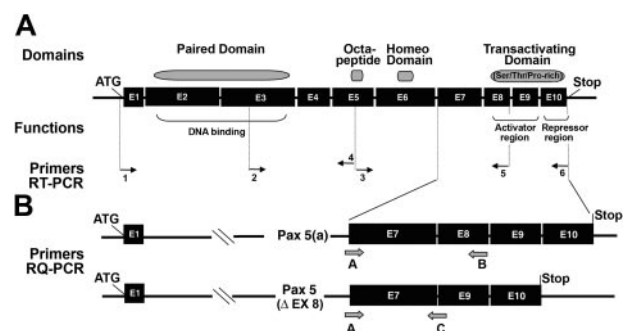 A
Domains
Paired Domain
Octa-
peptide
Homeo
Domain
Transactivating
Domain
Ser/Thr/Pro-rich
ATG
Stop
E1 E2 E3 E4 E5 E6 E7 E8 E9 E10
Functions
DNA binding
Activator
region
Repressor
region
Primers
RT-PCR
1 2 4 3 5 6
B
ATG
Stop
Primers
RQ-PCR
E1 Pax 5(a) E7 E8 E9 E10
A B
ATG
Stop
E1 Pax 5 E7 E9 E10
(Δ EX 8)
A C